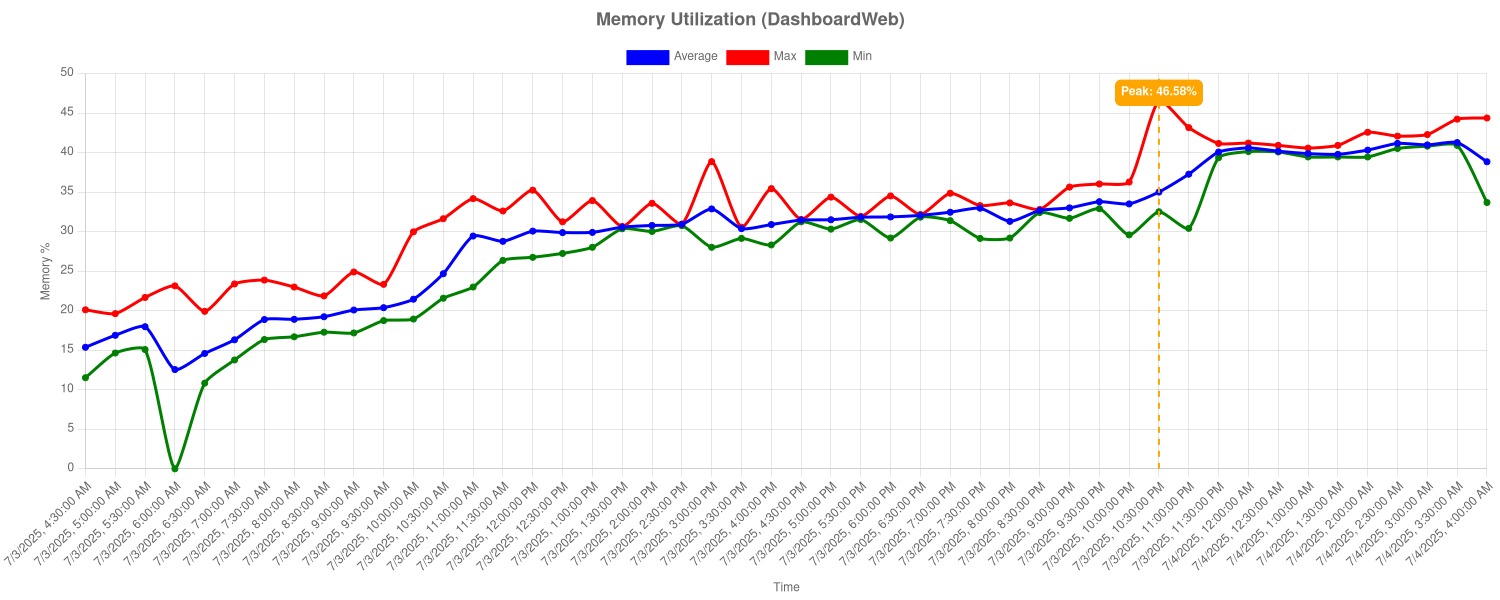 Memory Utilization (DashboardWeb)
Average Max Min
Peak: 46.58%
50
45
40
35
30
25
20
15
10
5
0
Memory %
7/3/2025, 4:30:00 AM
7/3/2025, 5:00:00 AM
7/3/2025, 5:30:00 AM
7/3/2025, 6:00:00 AM
7/3/2025, 6:30:00 AM
7/3/2025, 7:00:00 AM
7/3/2025, 7:30:00 AM
7/3/2025, 8:00:00 AM
7/3/2025, 8:30:00 AM
7/3/2025, 9:00:00 AM
7/3/2025, 9:30:00 AM
7/3/2025, 10:00:00 AM
7/3/2025, 10:30:00 AM
7/3/2025, 11:00:00 AM
7/3/2025, 11:30:00 AM
7/3/2025, 12:00:00 PM
7/3/2025, 12:30:00 PM
7/3/2025, 1:00:00 PM
7/3/2025, 1:30:00 PM
7/3/2025, 2:00:00 PM
7/3/2025, 2:30:00 PM
7/3/2025, 3:00:00 PM
7/3/2025, 3:30:00 PM
7/3/2025, 4:00:00 PM
7/3/2025, 4:30:00 PM
7/3/2025, 5:00:00 PM
7/3/2025, 5:30:00 PM
7/3/2025, 6:00:00 PM
7/3/2025, 6:30:00 PM
7/3/2025, 7:00:00 PM
7/3/2025, 7:30:00 PM
7/3/2025, 8:00:00 PM
7/3/2025, 8:30:00 PM
7/3/2025, 9:00:00 PM
7/3/2025, 9:30:00 PM
7/3/2025, 10:00:00 PM
7/3/2025, 10:30:00 PM
7/3/2025, 11:00:00 PM
7/3/2025, 11:30:00 PM
7/4/2025, 12:00:00 AM
7/4/2025, 12:30:00 AM
7/4/2025, 1:00:00 AM
7/4/2025, 1:30:00 AM
7/4/2025, 2:00:00 AM
7/4/2025, 2:30:00 AM
7/4/2025, 3:00:00 AM
7/4/2025, 3:30:00 AM
7/4/2025, 4:00:00 AM
Time